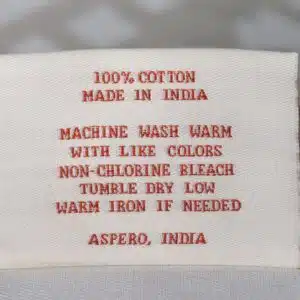 100% COTTON
MADE IN INDIA
MACHINE WASH WARM
WITH LIKE COLORS
NON-CHLORINE BLEACH
TUMBLE DRY LOW
WARM IRON IF NEEDED
ASPERO, INDIA